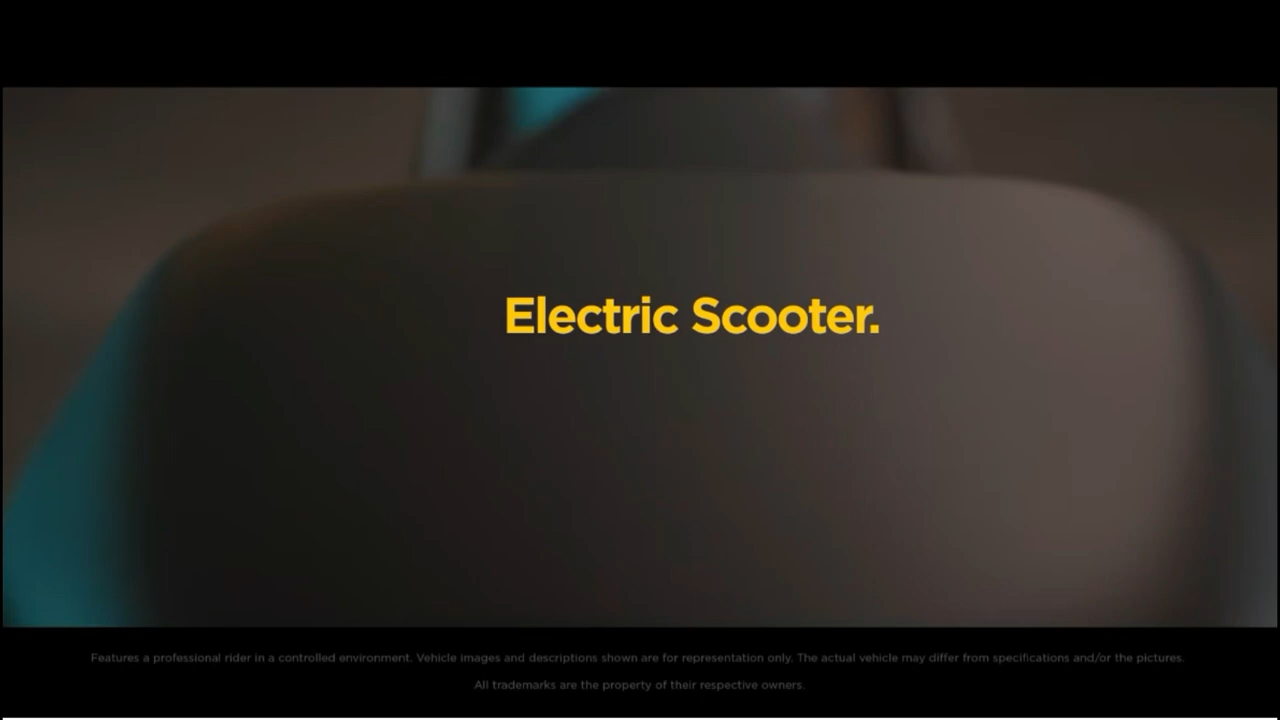 Electric Scooter.
Features a professional rider in a controlled environment. Vehicle images and descriptions shown are for representation only. The actual vehicle may differ from specifications and/or the pictures.
All trademarks are the property of their respective owners.